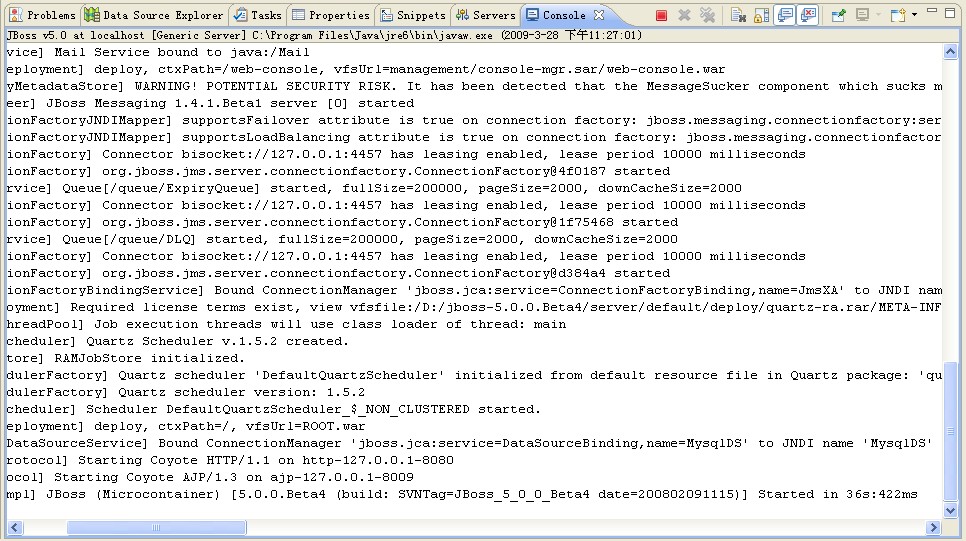 Problems Data Source Explorer Tasks Properties Snippets Servers Console
JBoss v5.0 at localhost [Generic Server] C:\Program Files\Java\jre6\bin\javaw.exe (2009-3-28 下午11:27:01)
vice] Mail Service bound to java:/Mail
eployment] deploy, ctxPath=/web-console, vfsUrl=management/console-mgr.sar/web-console.war
yMetadataStore] WARNING! POTENTIAL SECURITY RISK. It has been detected that the MessageSucker component which sucks m
eer] JBoss Messaging 1.4.1.Beta1 server [0] started
ionFactoryJNDIMapper] supportsFailover attribute is true on connection factory: jboss.messaging.connectionfactory:ser
ionFactoryJNDIMapper] supportsLoadBalancing attribute is true on connection factory: jboss.messaging.connectionfactor
ionFactory] Connector bisocket://127.0.0.1:4457 has leasing enabled, lease period 10000 milliseconds
ionFactory] org.jboss.jms.server.connectionfactory.ConnectionFactory@4f0187 started
rvice] Queue[/queue/ExpiryQueue] started, fullSize=200000, pageSize=2000, downCacheSize=2000
ionFactory] Connector bisocket://127.0.0.1:4457 has leasing enabled, lease period 10000 milliseconds
ionFactory] org.jboss.jms.server.connectionfactory.ConnectionFactory@1f75468 started
rvice] Queue[/queue/DLQ] started, fullSize=200000, pageSize=2000, downCacheSize=2000
ionFactory] Connector bisocket://127.0.0.1:4457 has leasing enabled, lease period 10000 milliseconds
ionFactory] org.jboss.jms.server.connectionfactory.ConnectionFactory@d384a4 started
ionFactoryBindingService] Bound ConnectionManager 'jboss.jca:service=ConnectionFactoryBinding,name=JmsXA' to JNDI nam
oyment] Required license terms exist, view vfsfile:/D:/jboss-5.0.0.Beta4/server/default/deploy/quartz-ra.rar/META-INF
hreadPool] Job execution threads will use class loader of thread: main
cheduler] Quartz Scheduler v.1.5.2 created.
tore] RAMJobStore initialized.
dulerFactory] Quartz scheduler 'DefaultQuartzScheduler' initialized from default resource file in Quartz package: 'qu
dulerFactory] Quartz scheduler version: 1.5.2
cheduler] Scheduler DefaultQuartzScheduler_$_NON_CLUSTERED started.
eployment] deploy, ctxPath=/, vfsUrl=ROOT.war
DataSourceService] Bound ConnectionManager 'jboss.jca:service=DataSourceBinding,name=MysqlDS' to JNDI name 'MysqlDS'
rotocol] Starting Coyote HTTP/1.1 on http-127.0.0.1-8080
ocol] Starting Coyote AJP/1.3 on ajp-127.0.0.1-8009
mpl] JBoss (Microcontainer) [5.0.0.Beta4 (build: SVNTag=JBoss_5_0_0_Beta4 date=200802091115)] Started in 36s:422ms